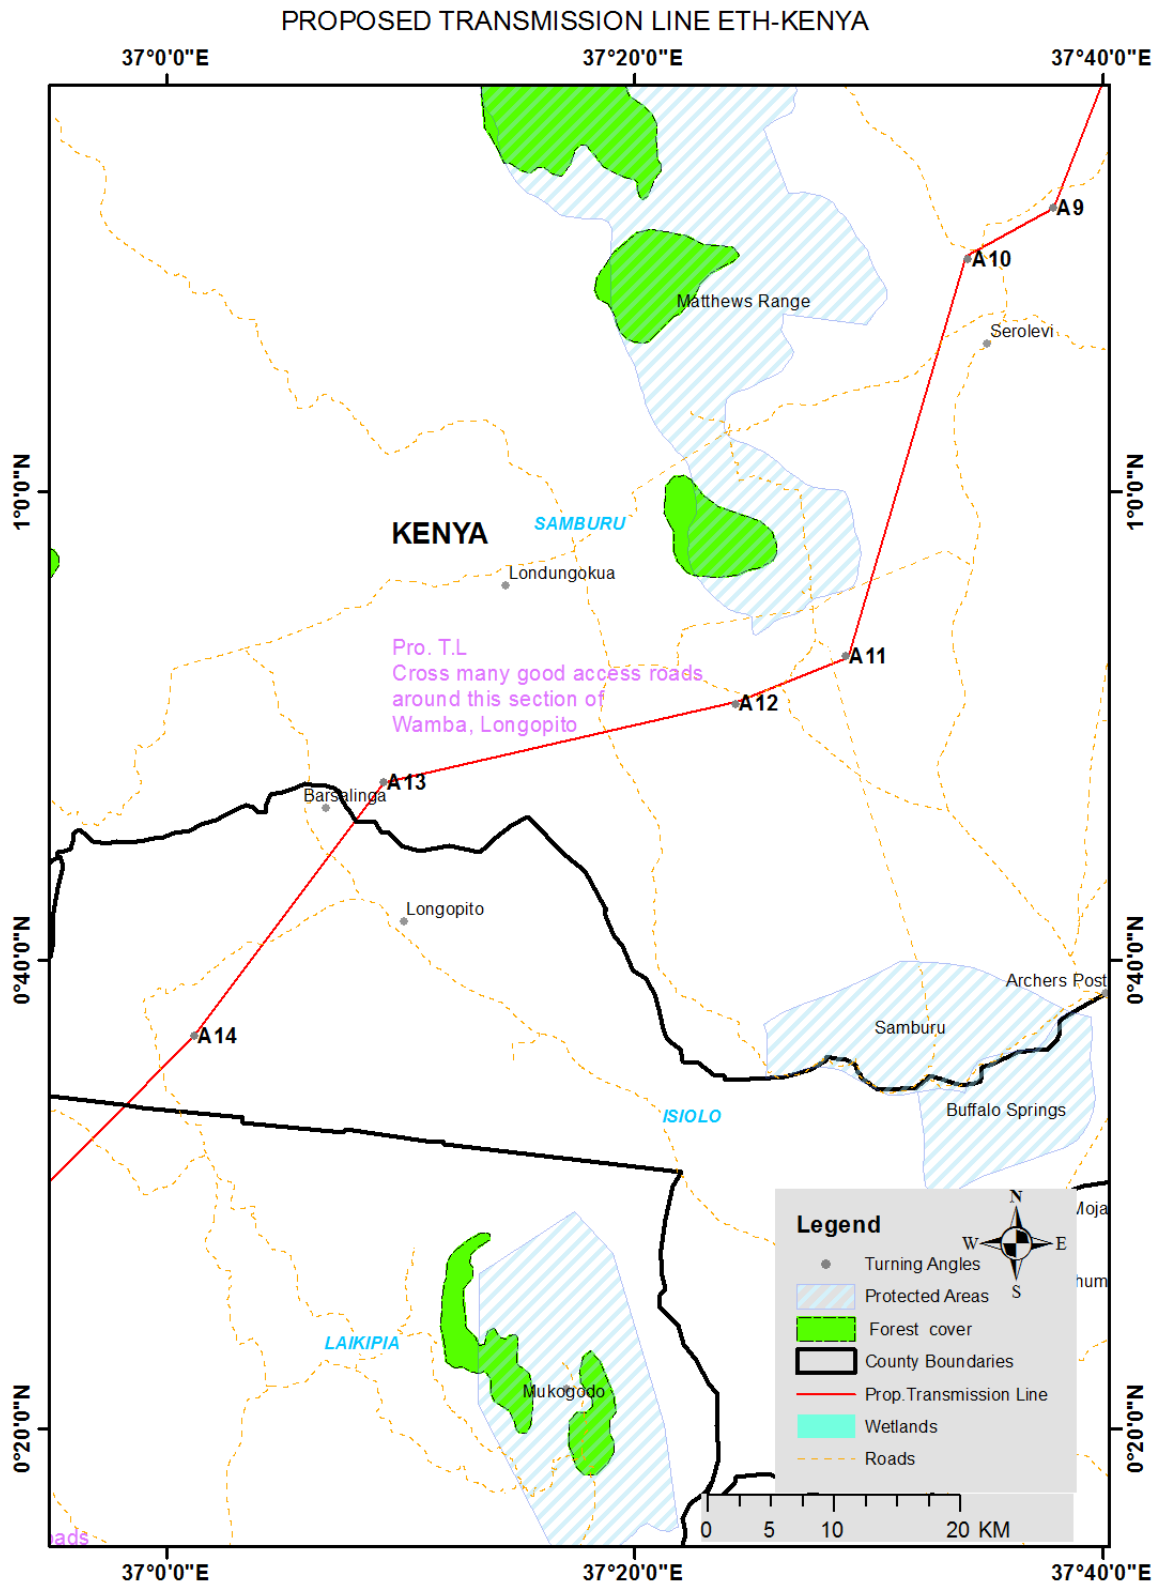 PROPOSED TRANSMISSION LINE ETH-KENYA
37°0'0"E
37°20'0"E
37°40'0"E
A9
A10
Matthews Range
Serolevi
1°0'0"N
1°0'0"N
KENYA
SAMBURU
Londungokua
Pro. T.L
Cross many good access roads
around this section of
Wamba, Longopito
A11
A12
A13
Barsalinga
Longopito
0°40'0"N
0°40'0"N
Archers Post
Samburu
A14
Buffalo Springs
ISIOLO
Moja
hum
Legend
N
W
E
S
Turning Angles
Protected Areas
Forest cover
County Boundaries
Prop.Transmission Line
Wetlands
Roads
LAIKIPIA
Mukogodo
0°20'0"N
0°20'0"N
0 5 10 20 KM
oads
37°0'0"E
37°20'0"E
37°40'0"E